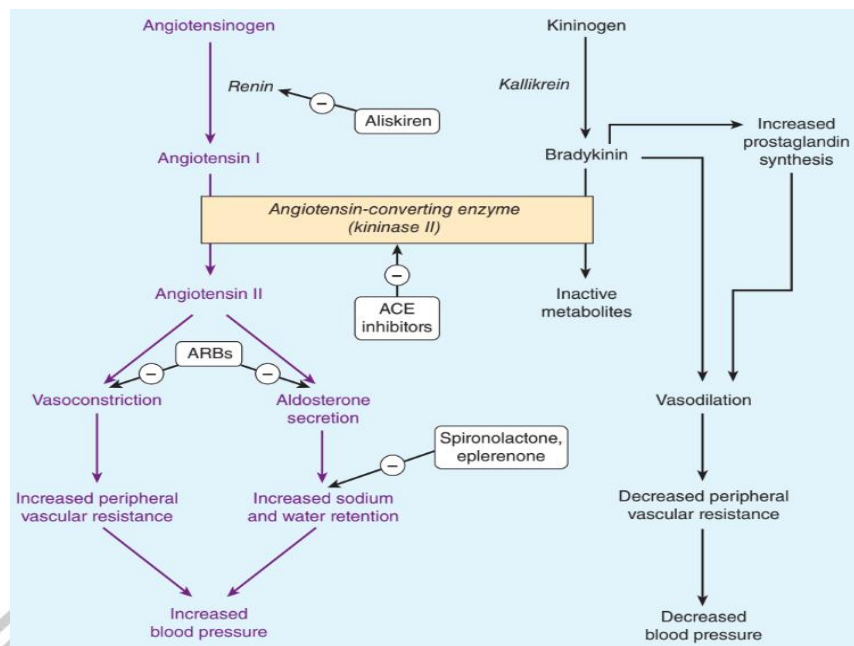 Angiotensinogen
Kininogen
Renin
Kallikrein
Aliskiren
Increased
prostaglandin
synthesis
Angiotensin I
Bradykinin
Angiotensin-converting enzyme
(kininase II)
Angiotensin II
ACE
inhibitors
Inactive
metabolites
ARBs
Vasoconstriction
Aldosterone
secretion
Vasodilation
Spironolactone,
eplerenone
Increased peripheral
vascular resistance
Increased sodium
and water retention
Decreased peripheral
vascular resistance
Increased
blood pressure
Decreased
blood pressure